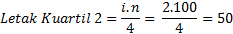 Letak Kuartil 2 = i.n/4 = 2.100/4 = 50